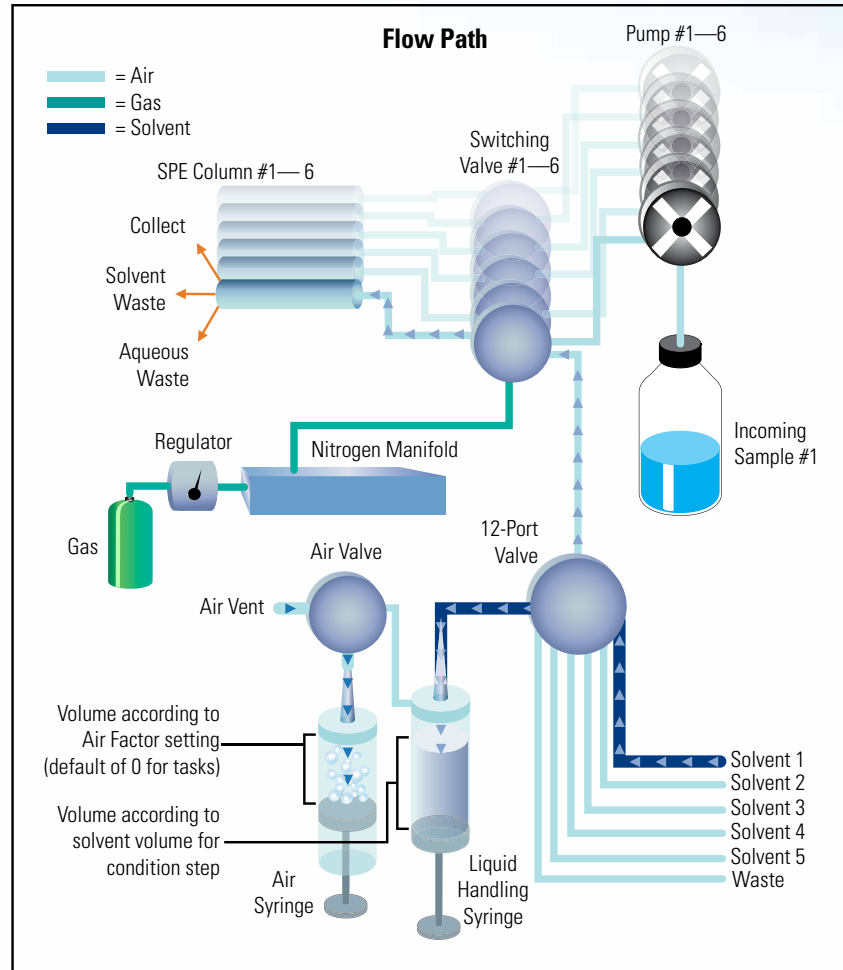 Flow Path
Pump #1—6
= Air
= Gas
= Solvent
Switching
Valve #1—6
SPE Column #1— 6
Collect
Solvent
Waste
Aqueous
Waste
Regulator
Nitrogen Manifold
Incoming
Sample #1
Gas
12-Port
Valve
Air Valve
Air Vent
Volume according to
Air Factor setting
(default of 0 for tasks)
Volume according to
solvent volume for
condition step
Solvent 1
Solvent 2
Solvent 3
Solvent 4
Solvent 5
Waste
Air
Syringe
Liquid
Handling
Syringe